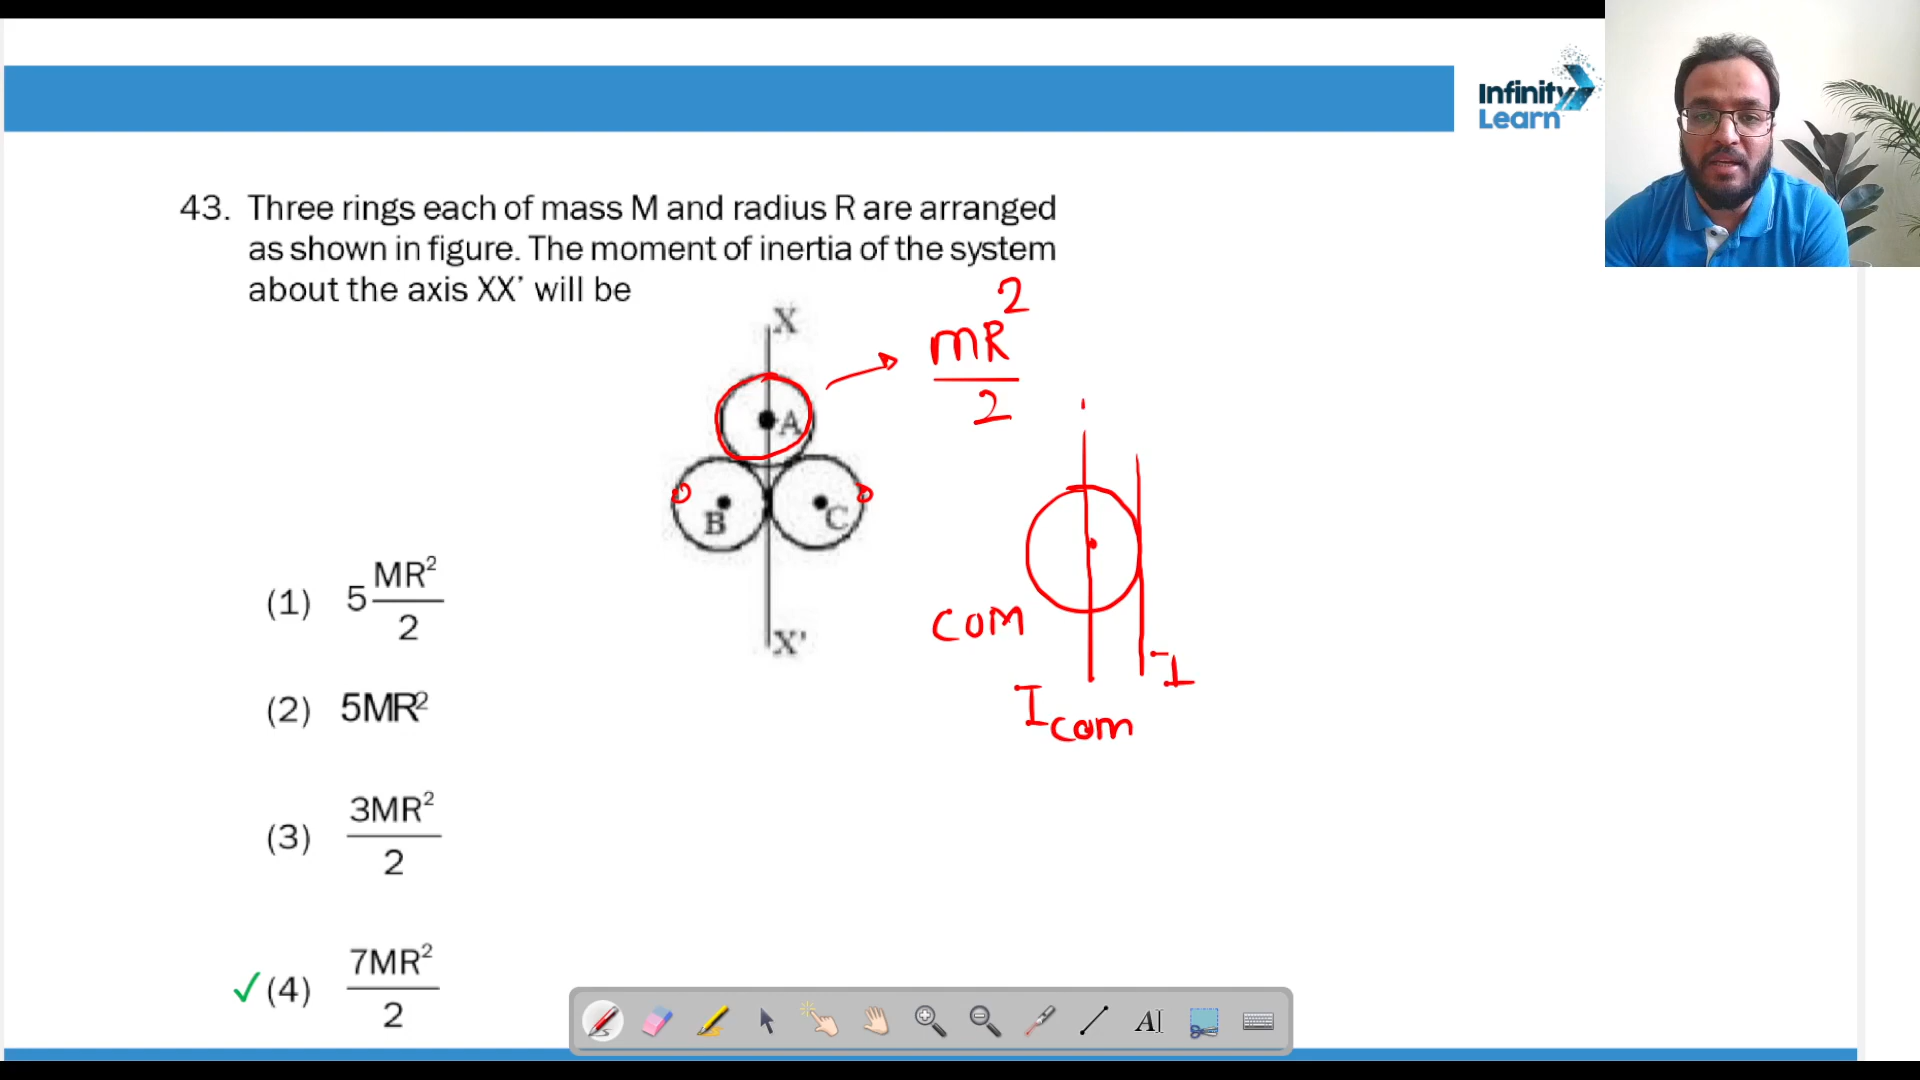 Infinity
Learn
43. Three rings each of mass M and radius R are arranged
as shown in figure. The moment of inertia of the system
about the axis XX’ will be
X
mR²
2
A
B
C
X'
COM
I
Icom
(1) 5 MR²
2
(2) 5MR²
(3) 3MR²
2
✓(4) 7MR²
2
A